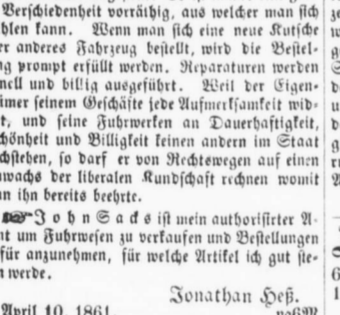 Verschiedenheit vorräthig, aus welcher man sich
hlen kann. Wenn man sich eine neue Kutsche
r anderes Fahrzeug bestellt, wird die Bestel-
ng prompt erfüllt werden. Reparaturen werden
nell und billig ausgeführt. Weil der Eigen-
imer seinem Geschäfte jede Aufmerksamkeit wid-
t, und seine Fuhrwerken an Dauerhaftigkeit,
chönheit und Billigkeit keinen andern im Staat
chstehen, so darf er von Rechtswegen auf einen
nwachs der liberalen Kundschaft rechnen womit
n ihn bereits beehrte.
☞ John Sacks ist mein authorisirter A-
nt um Fuhrwesen zu verkaufen und Bestellungen
für anzunehmen, für welche Artikel ich gut ste-
n werde.
Jonathan Heß.
April 10, 1861